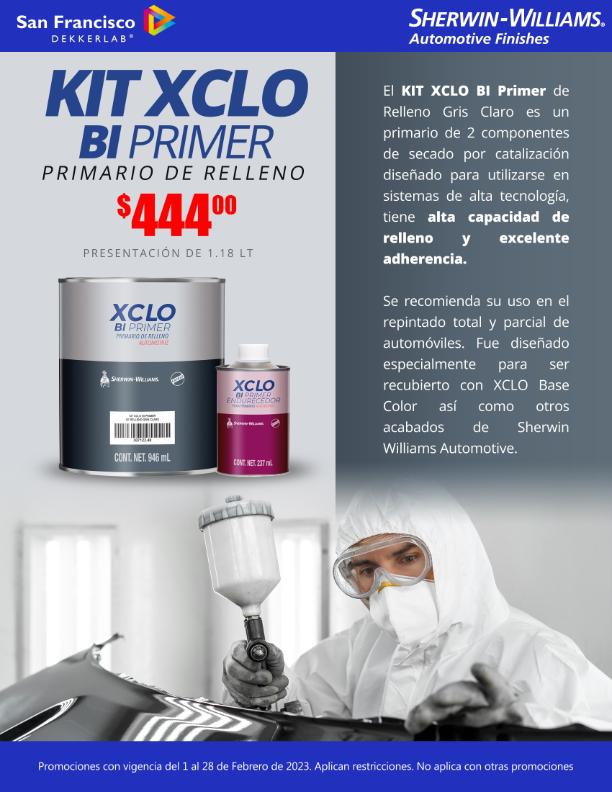 San Francisco
DEKKERLAB®
SHERWIN-WILLIAMS®
Automotive Finishes
KIT XCLO
BI PRIMER
PRIMARIO DE RELLENO
$44400
PRESENTACIÓN DE 1.18 LT
XCLO
BI PRIMER
PRIMARIO DE RELLENO
AUTOMOTRIZ
SHERWIN-WILLIAMS
CONT. NET. 946 mL
XCLO
BI PRIMER
ENDURECEDOR
SHERWIN-WILLIAMS
CONT. NET. 237 mL
El KIT XCLO BI Primer de
Relleno Gris Claro es un
primario de 2 componentes
de secado por catalización
diseñado para utilizarse en
sistemas de alta tecnología,
tiene alta capacidad de
relleno y excelente
adherencia.
Se recomienda su uso en el
repintado total y parcial de
automóviles. Fue diseñado
especialmente para ser
recubierto con XCLO Base
Color así como otros
acabados de Sherwin
Williams Automotive.
Promociones con vigencia del 1 al 28 de Febrero de 2023. Aplican restricciones. No aplica con otras promociones